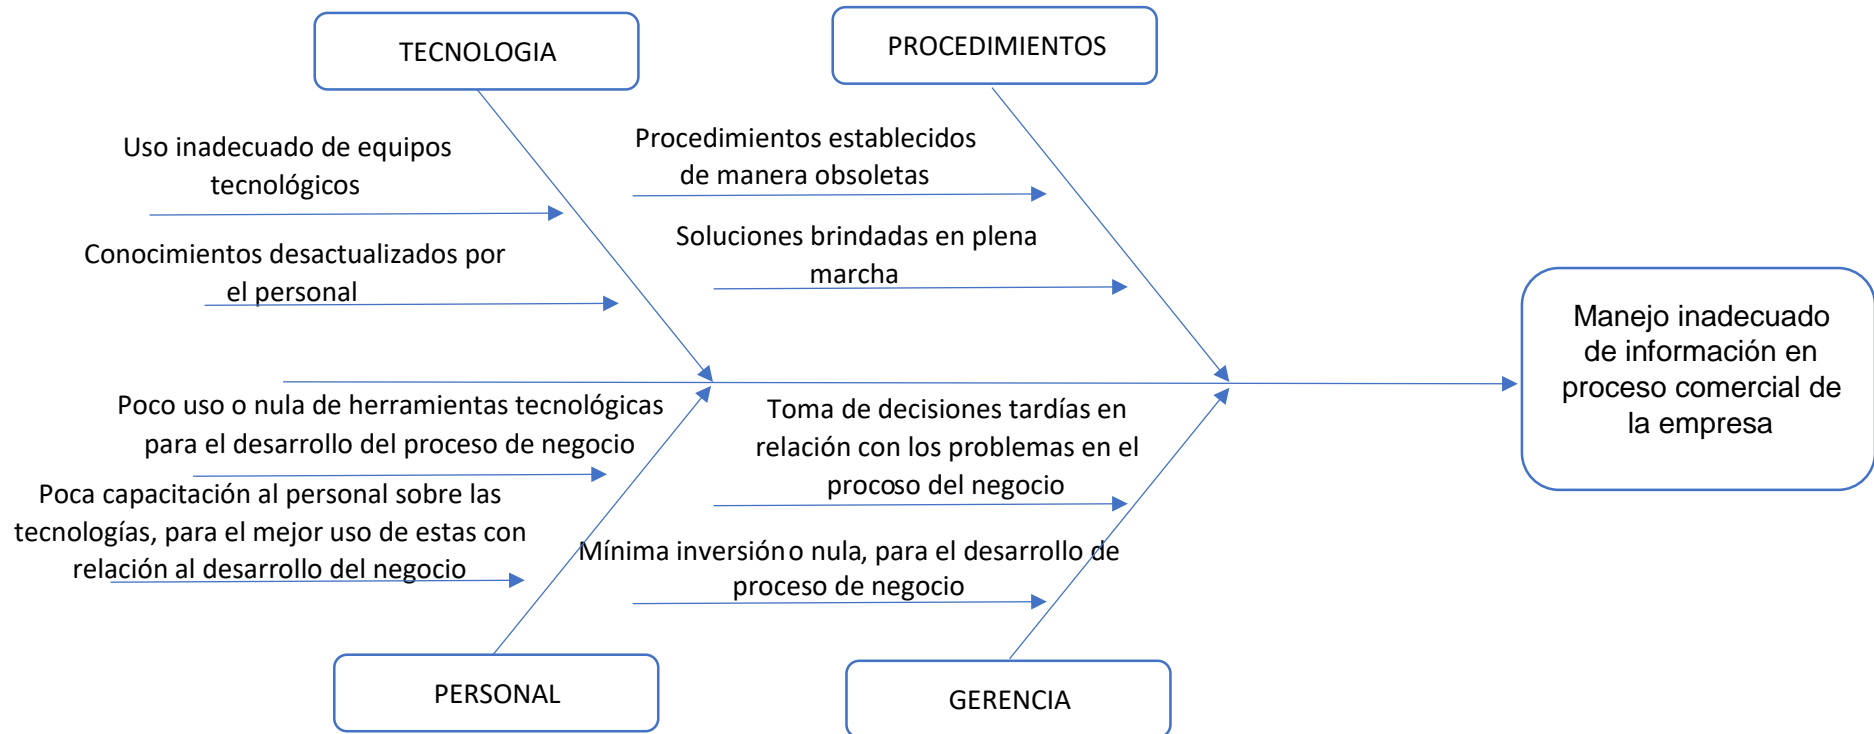 TECNOLOGIA
PROCEDIMIENTOS
Uso inadecuado de equipos
tecnológicos
Procedimientos establecidos
de manera obsoletas
Conocimientos desactualizados por
el personal
Soluciones brindadas en plena
marcha
Manejo inadecuado
de información en
proceso comercial de
la empresa
Poco uso o nula de herramientas tecnológicas
para el desarrollo del proceso de negocio
Toma de decisiones tardías en
relación con los problemas en el
procoso del negocio
Poca capacitación al personal sobre las
tecnologías, para el mejor uso de estas con
relación al desarrollo del negocio
Mínima inversión o nula, para el desarrollo de
proceso de negocio
PERSONAL
GERENCIA